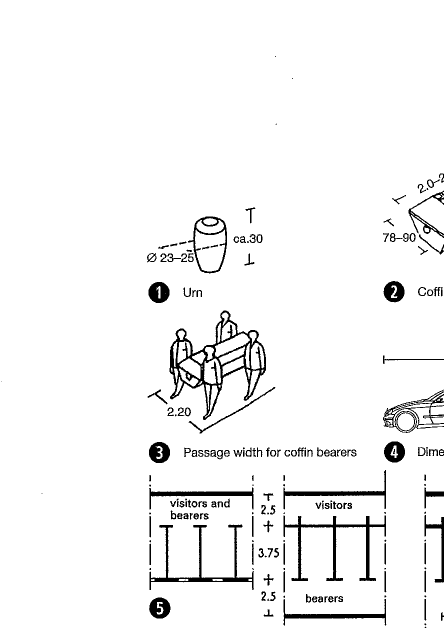 2.0–2
ca.30
78–90
Ø 23–25
1 Urn
2 Coffi
2.20
3 Passage width for coffin bearers
4 Dime
visitors and
bearers
2.5
visitors
3.75
2.5
bearers
5
H